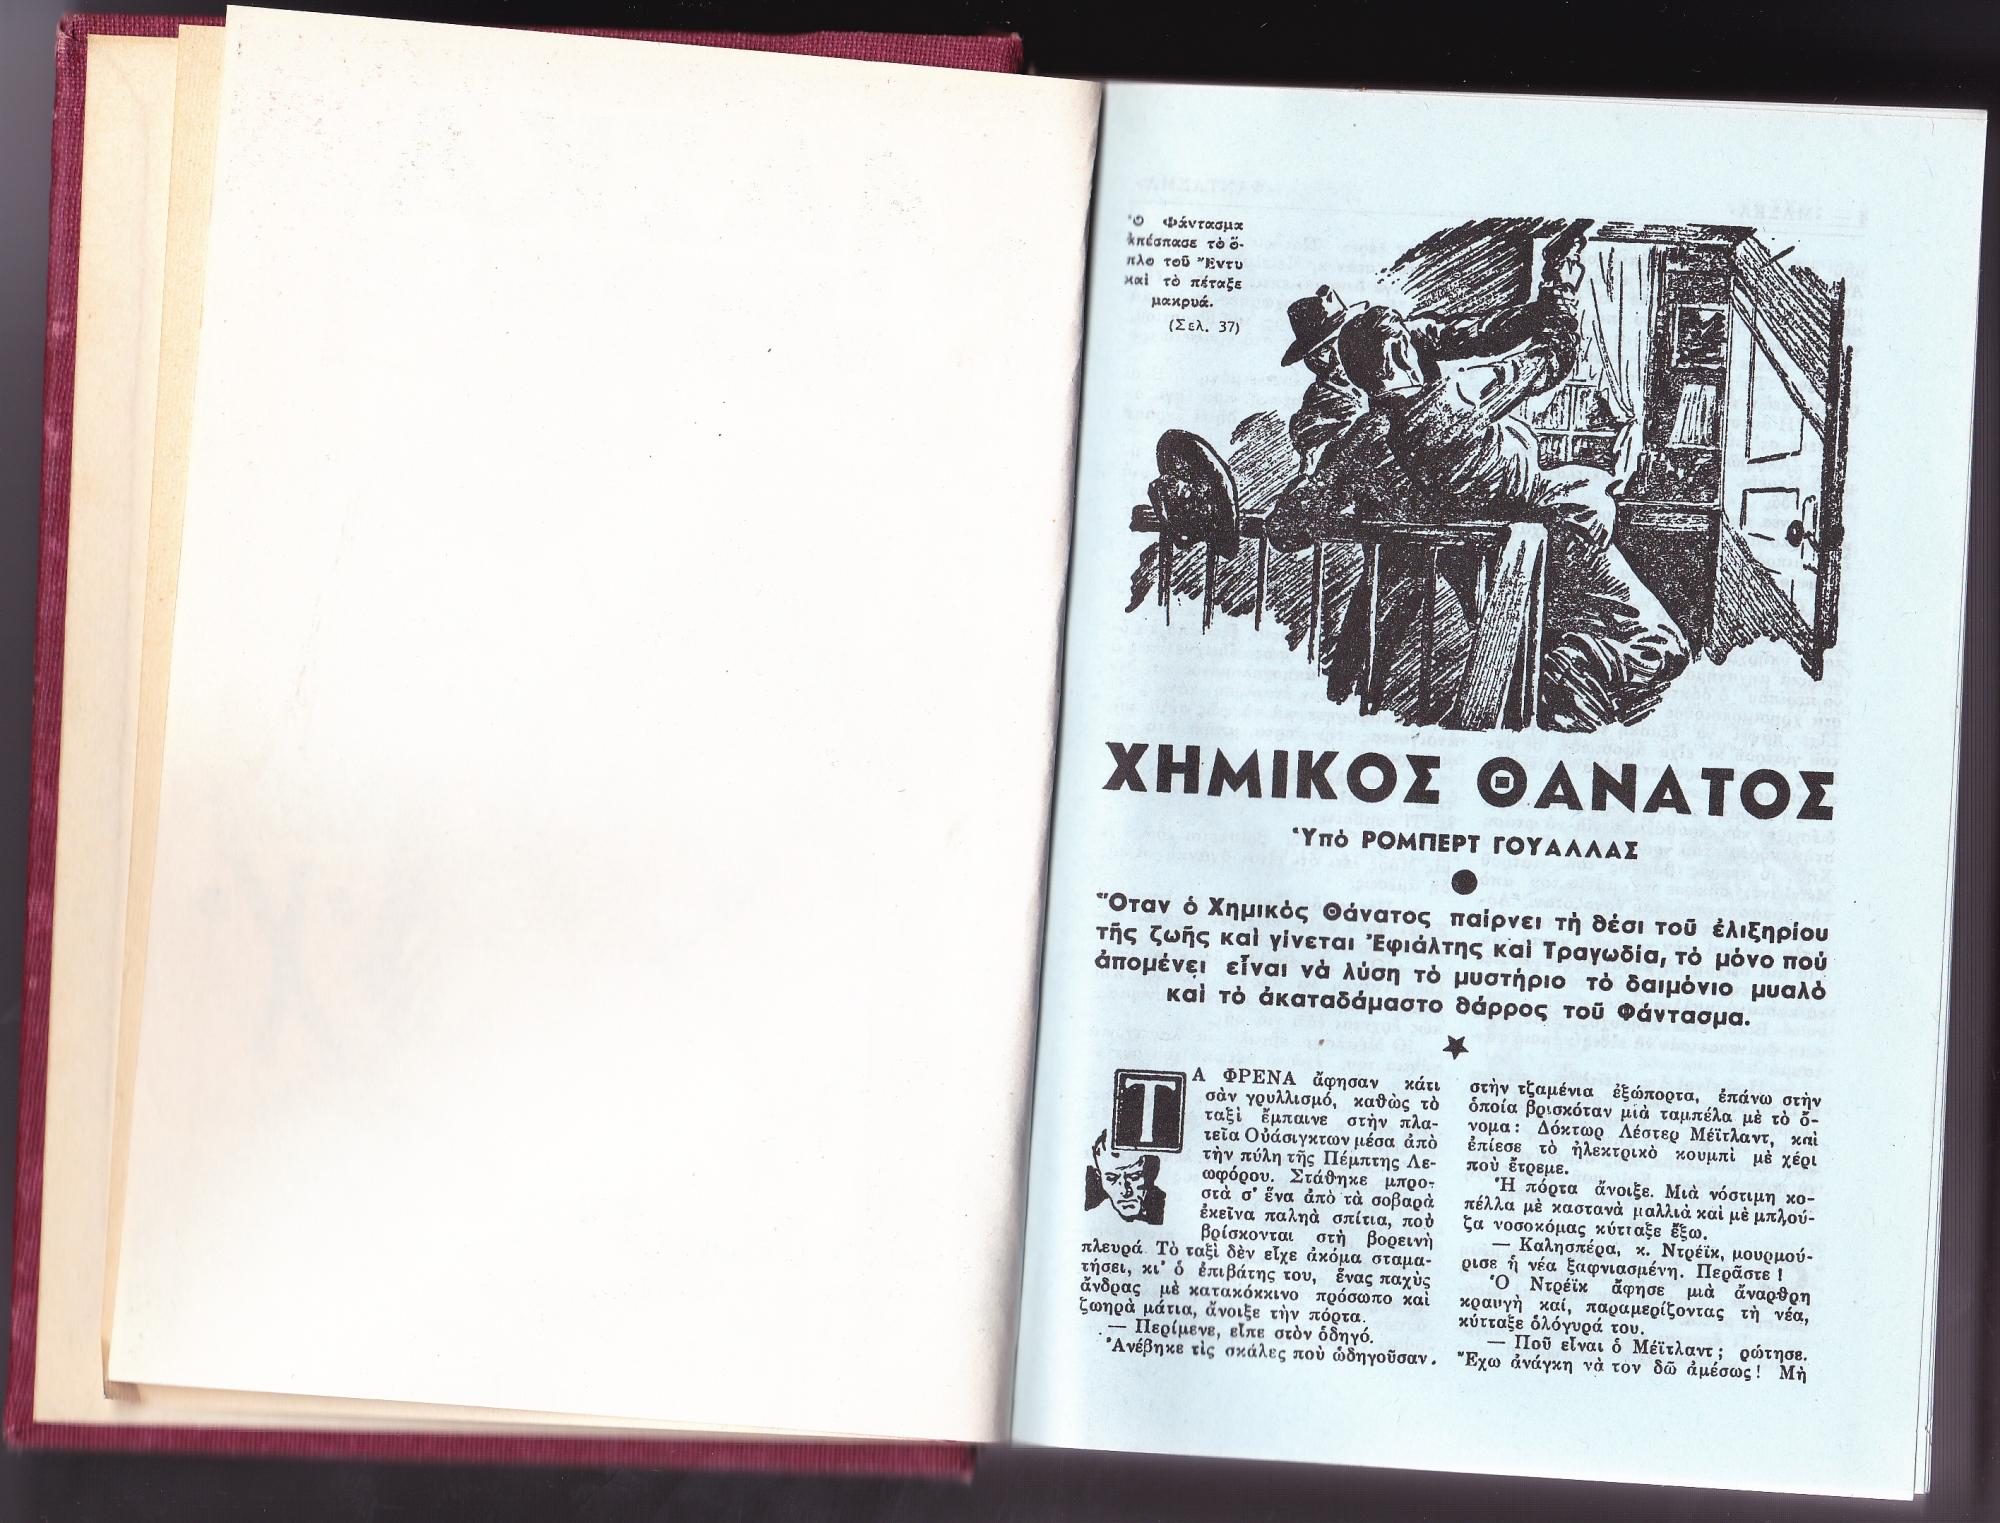 Ὁ Φάντασμα
ἀπέσπασε τὸ ὅ-
πλο τοῦ Ἔντυ
καὶ τὸ πέταξε
μακρυά.
(Σελ. 37)
ΧΗΜΙΚΟΣ ΘΑΝΑΤΟΣ
Ὑπὸ ΡΟΜΠΕΡΤ ΓΟΥΑΛΛΑΣ
Ὅταν ὁ Χημικὸς Θάνατος παίρνει τὴ θέσι τοῦ ἐλιξηρίου
τῆς ζωῆς καὶ γίνεται Ἐφιάλτης καὶ Τραγωδία, τὸ μόνο ποὺ
ἀπομένει εἶναι νὰ λύση τὸ μυστήριο τὸ δαιμόνιο μυαλὸ
καὶ τὸ ἀκαταδάμαστο θάρρος τοῦ Φάντασμα.
ΤΑ ΦΡΕΝΑ ἄφησαν κάτι
σὰν γρυλλισμό, καθὼς τὸ
ταξὶ ἔμπαινε στὴν πλα-
τεῖα Οὐάσιγκτων μέσα ἀπὸ
τὴν πύλη τῆς Πέμπτης Λε-
ωφόρου. Στάθηκε μπρο-
στὰ σ' ἕνα ἀπὸ τὰ σοβαρὰ
ἐκεῖνα παληὰ σπίτια, ποὺ
βρίσκονται στὴ βορεινὴ
πλευρά. Τὸ ταξὶ δὲν εἶχε ἀκόμα σταμα-
τήσει, κι' ὁ ἐπιβάτης του, ἕνας παχὺς
ἄνδρας μὲ κατακόκκινο πρόσωπο καὶ
ζωηρὰ μάτια, ἄνοιξε τὴν πόρτα.
— Περίμενε, εἶπε στὸν ὁδηγό.
Ἀνέβηκε τὶς σκάλες ποὺ ὡδηγοῦσαν.
στὴν τζαμένια ἐξώπορτα, ἐπάνω στὴν
ὁποία βρισκόταν μιὰ ταμπέλα μὲ τὸ ὄ-
νομα: Δόκτωρ Λέστερ Μέϊτλαντ, καὶ
ἐπίεσε τὸ ἠλεκτρικὸ κουμπὶ μὲ χέρι
ποὺ ἔτρεμε.
Ἡ πόρτα ἄνοιξε. Μιὰ νόστιμη κο-
πέλλα μὲ καστανὰ μαλλιὰ καὶ μὲ μπλού-
ζα νοσοκόμας κύτταξε ἔξω.
— Καλησπέρα, κ. Ντρέϊκ, μουρμού-
ρισε ἡ νέα ξαφνιασμένη. Περᾶστε!
Ὁ Ντρέϊκ ἄφησε μιὰ ἄναρθρη
κραυγὴ καί, παραμερίζοντας τὴ νέα,
κύτταξε ὁλόγυρά του.
— Ποῦ εἶναι ὁ Μέϊτλαντ; ρώτησε.
Ἔχω ἀνάγκη νὰ τον δῶ ἀμέσως! Μὴ